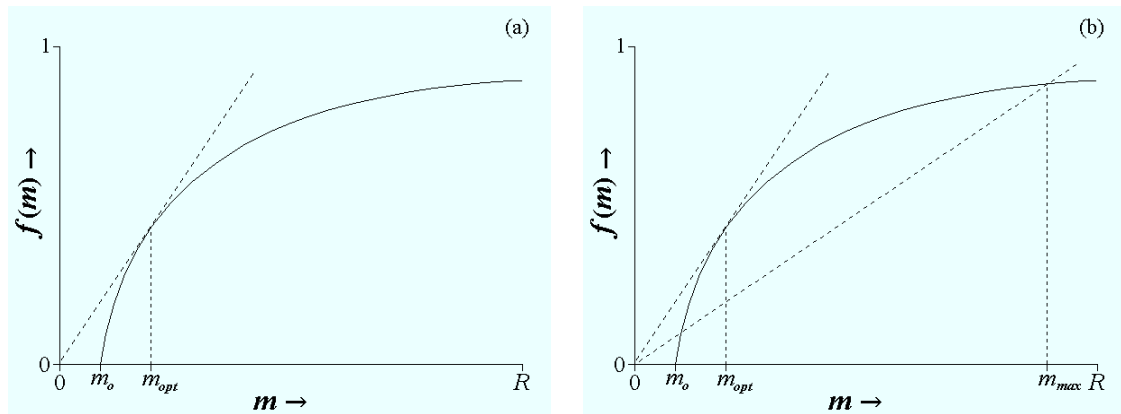 (a)
1
f(m) →
0
0 mo mopt R
m →
(b)
1
f(m) →
0
0 mo mopt mmax R
m →